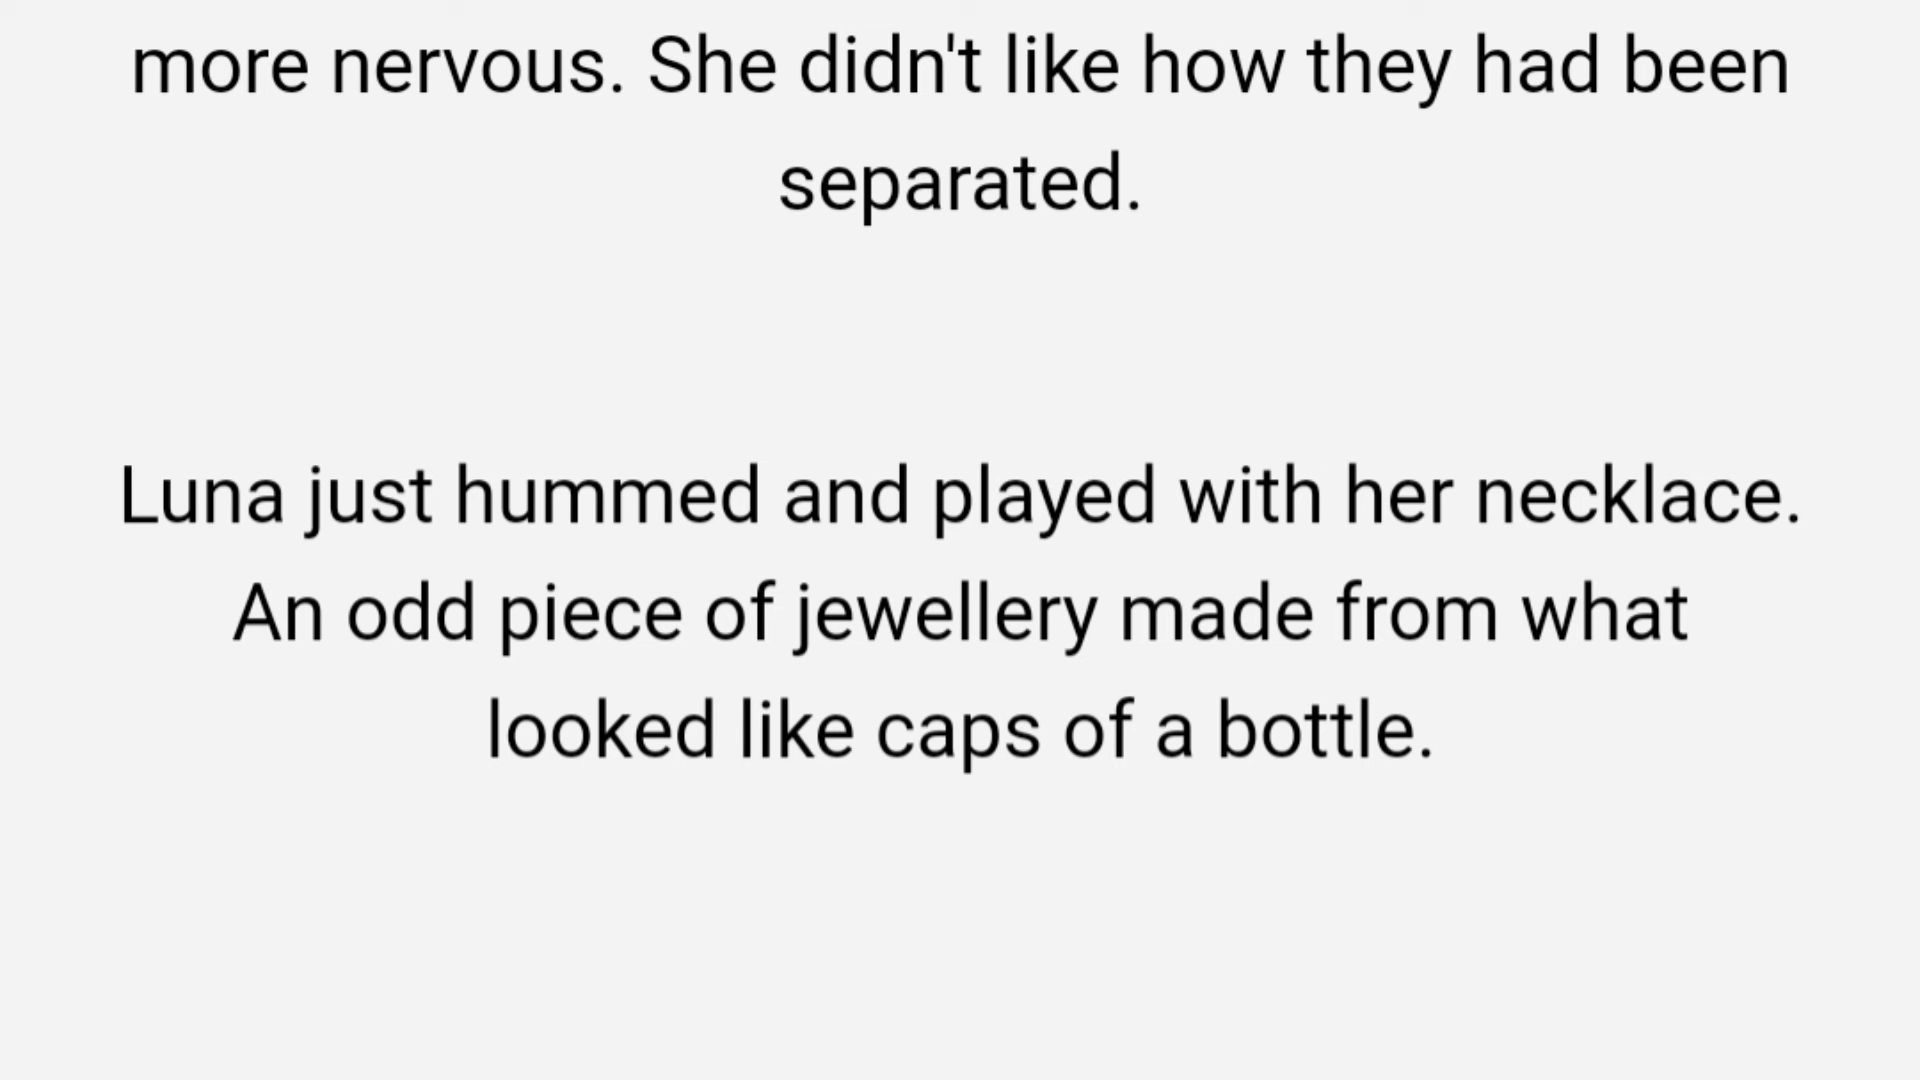 more nervous. She didn't like how they had been
separated.
Luna just hummed and played with her necklace.
An odd piece of jewellery made from what
looked like caps of a bottle.